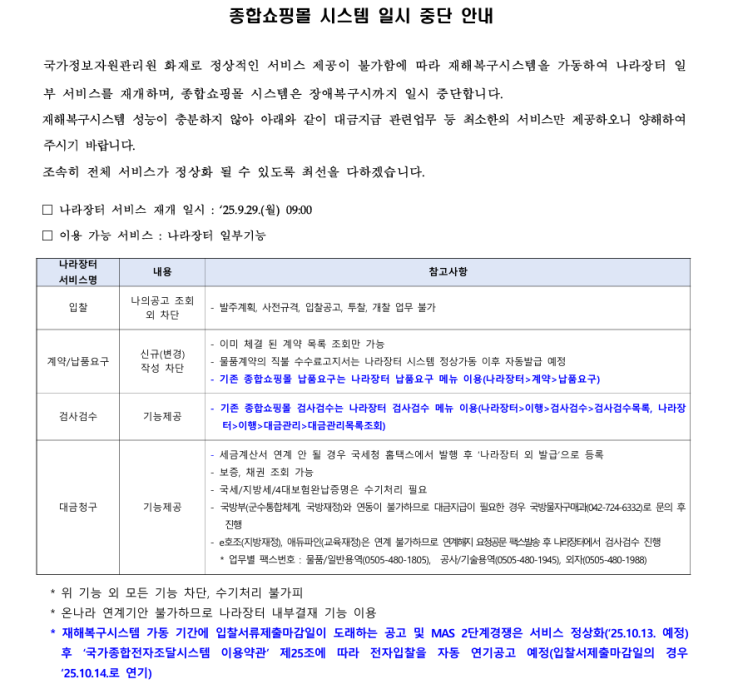 종합쇼핑몰 시스템 일시 중단 안내
국가정보자원관리원 화재로 정상적인 서비스 제공이 불가함에 따라 재해복구시스템을 가동하여 나라장터 일
부 서비스를 재개하며, 종합쇼핑몰 시스템은 장애복구시까지 일시 중단합니다.
재해복구시스템 성능이 충분하지 않아 아래와 같이 대금지급 관련업무 등 최소한의 서비스만 제공하오니 양해하여
주시기 바랍니다.
조속히 전체 서비스가 정상화 될 수 있도록 최선을 다하겠습니다.
□ 나라장터 서비스 재개 일시 : ‘25.9.29.(월) 09:00
□ 이용 가능 서비스 : 나라장터 일부기능
나라장터
서비스명
내용
참고사항
입찰
나의공고 조회
외 차단
- 발주계획, 사전규격, 입찰공고, 투찰, 개찰 업무 불가
계약/납품요구
신규(변경)
작성 차단
- 이미 체결 된 계약 목록 조회만 가능
- 물품계약의 직불 수수료고지서는 나라장터 시스템 정상가동 이후 자동발급 예정
- 기존 종합쇼핑몰 납품요구는 나라장터 납품요구 메뉴 이용(나라장터>계약>납품요구)
검사검수
기능제공
- 기존 종합쇼핑몰 검사검수는 나라장터 검사검수 메뉴 이용(나라장터>이행>검사검수>검사검수목록, 나라장
터>이행>대금관리>대금관리목록조회)
대금청구
기능제공
- 세금계산서 연계 안 될 경우 국세청 홈택스에서 발행 후 ‘나라장터 외 발급’으로 등록
- 보증, 채권 조회 가능
- 국세/지방세/4대보험완납증명은 수기처리 필요
- 국방부(군수통합체계, 국방재정)와 연동이 불가하므로 대금지급이 필요한 경우 국방물자구매과(042-724-6332)로 문의 후
진행
- e호조(지방재정), 에듀파인(교육재정)은 연계 불가하므로 연계해지 요청공문 팩스발송 후 나라장터에서 검사검수 진행
* 업무별 팩스번호 : 물품/일반용역(0505-480-1805), 공사/기술용역(0505-480-1945), 외자(0505-480-1988)
* 위 기능 외 모든 기능 차단, 수기처리 불가피
* 온나라 연계기안 불가하므로 나라장터 내부결재 기능 이용
* 재해복구시스템 가동 기간에 입찰서류제출마감일이 도래하는 공고 및 MAS 2단계경쟁은 서비스 정상화(‘25.10.13. 예정)
후 ‘국가종합전자조달시스템 이용약관’ 제25조에 따라 전자입찰을 자동 연기공고 예정(입찰서제출마감일의 경우
‘25.10.14.로 연기)